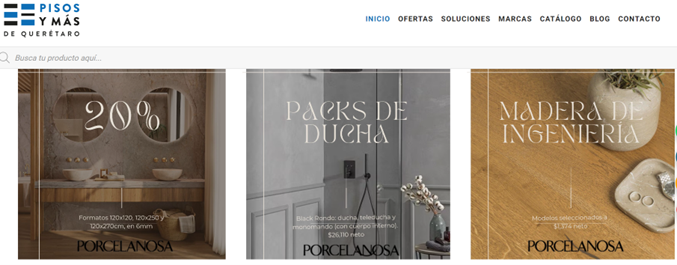 PISOS
Y MÁS
DE QUERÉTARO
INICIO OFERTAS SOLUCIONES MARCAS CATÁLOGO BLOG CONTACTO
Busca tu producto aquí...
20%
Formatos 120x120, 120x250 y
120x270cm, en 6mm
PORCELANOSA
PACKS DE
DUCHA
Black Rondo: ducha, teleducha y
monomando (con cuerpo interno).
$26,110 neto
PORCELANOSA
MADERA DE
INGENIERÍA
Modelos seleccionados a
$1,374 neto
PORCELANOSA